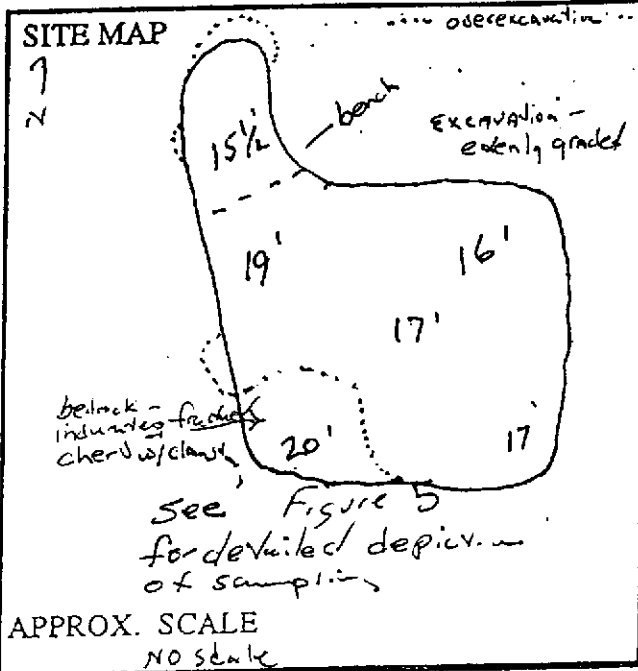 SITE MAP
N
.... overexcavation
bench
EXCAVATION -
evenly graded
15½'
19'
16'
17'
bedrock -
indurated fractured
chert w/
20'
17
See Figure 5
for detailed depiction
of sampling
APPROX. SCALE
NO Scale